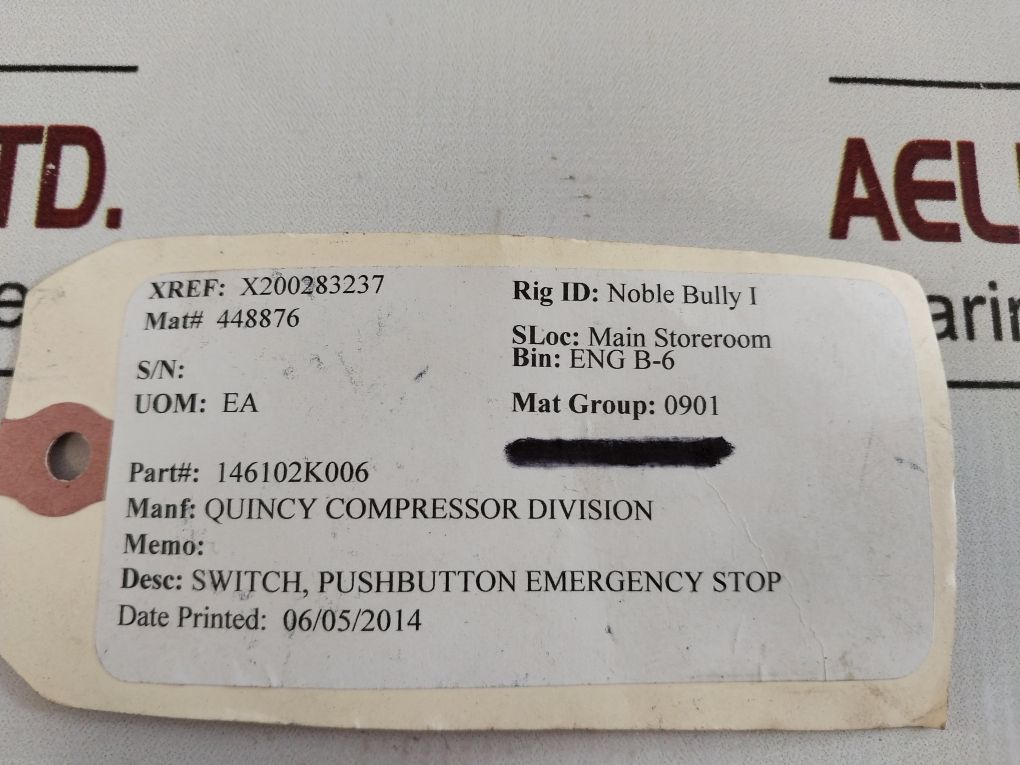 TD.
AEL
e
arin
XREF: X200283237
Mat# 448876
S/N:
UOM: EA
Rig ID: Noble Bully I
SLoc: Main Storeroom
Bin: ENG B-6
Mat Group: 0901
Part#: 146102K006
Manf: QUINCY COMPRESSOR DIVISION
Memo:
Desc: SWITCH, PUSHBUTTON EMERGENCY STOP
Date Printed: 06/05/2014